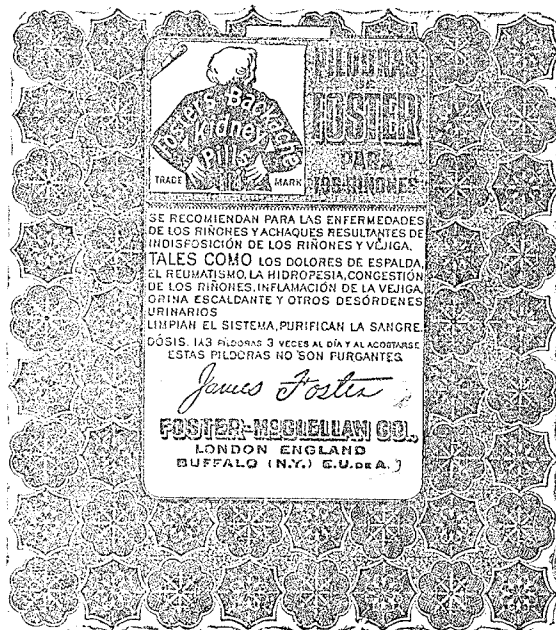 Foster's Backache
Kidney
Pills
TRADE MARK
PILDORAS
FOSTER
PARA
LOS RIÑONES
SE RECOMIENDAN PARA LAS ENFERMEDADES
DE LOS RIÑONES Y ACHAQUES RESULTANTES DE
INDISPOSICIÓN DE LOS RIÑONES Y VEJIGA.
TALES COMO LOS DOLORES DE ESPALDA,
EL REUMATISMO, LA HIDROPESIA, CONGESTIÓN
DE LOS RIÑONES, INFLAMACIÓN DE LA VEJIGA,
ORINA ESCALDANTE Y OTROS DESÓRDENES
URINARIOS
LIMPIAN EL SISTEMA, PURIFICAN LA SANGRE.
DÓSIS. 1 A 3 PÍLDORAS 3 VECES AL DÍA Y AL ACOSTARSE
ESTAS PILDORAS NO SON PURGANTES.
James Foster
FOSTER-McCLELLAN CO.,
LONDON ENGLAND
BUFFALO (N.Y.) E.U. DE A.